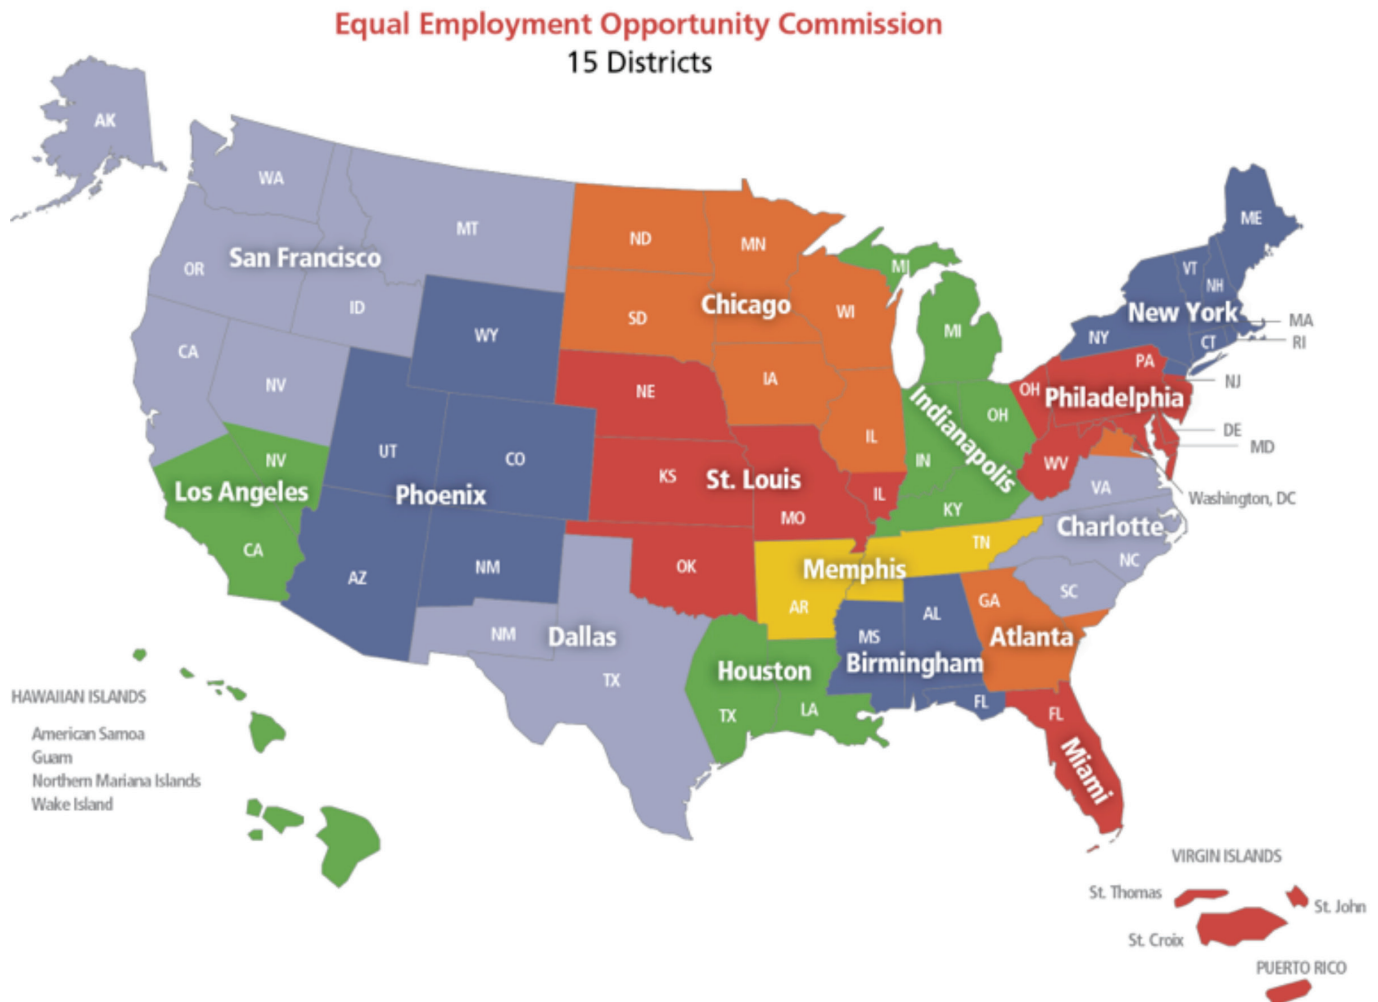 Equal Employment Opportunity Commission
15 Districts
AK
WA
MT
OR
San Francisco
ID
CA
NV
WY
ND
MN
SD
Chicago
WI
IA
IL
MI
MI
ME
VT
NH
New York
MA
NY
CT
RI
PA
NJ
OH
Philadelphia
NE
OH
Indianapolis
DE
MD
UT
CO
KS
St. Louis
IL
IN
WV
NV
Los Angeles
Phoenix
MO
KY
VA
Washington, DC
Charlotte
CA
AZ
NM
OK
Memphis
TN
NC
AR
SC
NM
Dallas
TX
MS
AL
GA
Atlanta
Birmingham
Houston
TX
LA
FL
FL
Miami
HAWAIIAN ISLANDS
American Samoa
Guam
Northern Mariana Islands
Wake Island
VIRGIN ISLANDS
St. Thomas
St. John
St. Croix
PUERTO RICO